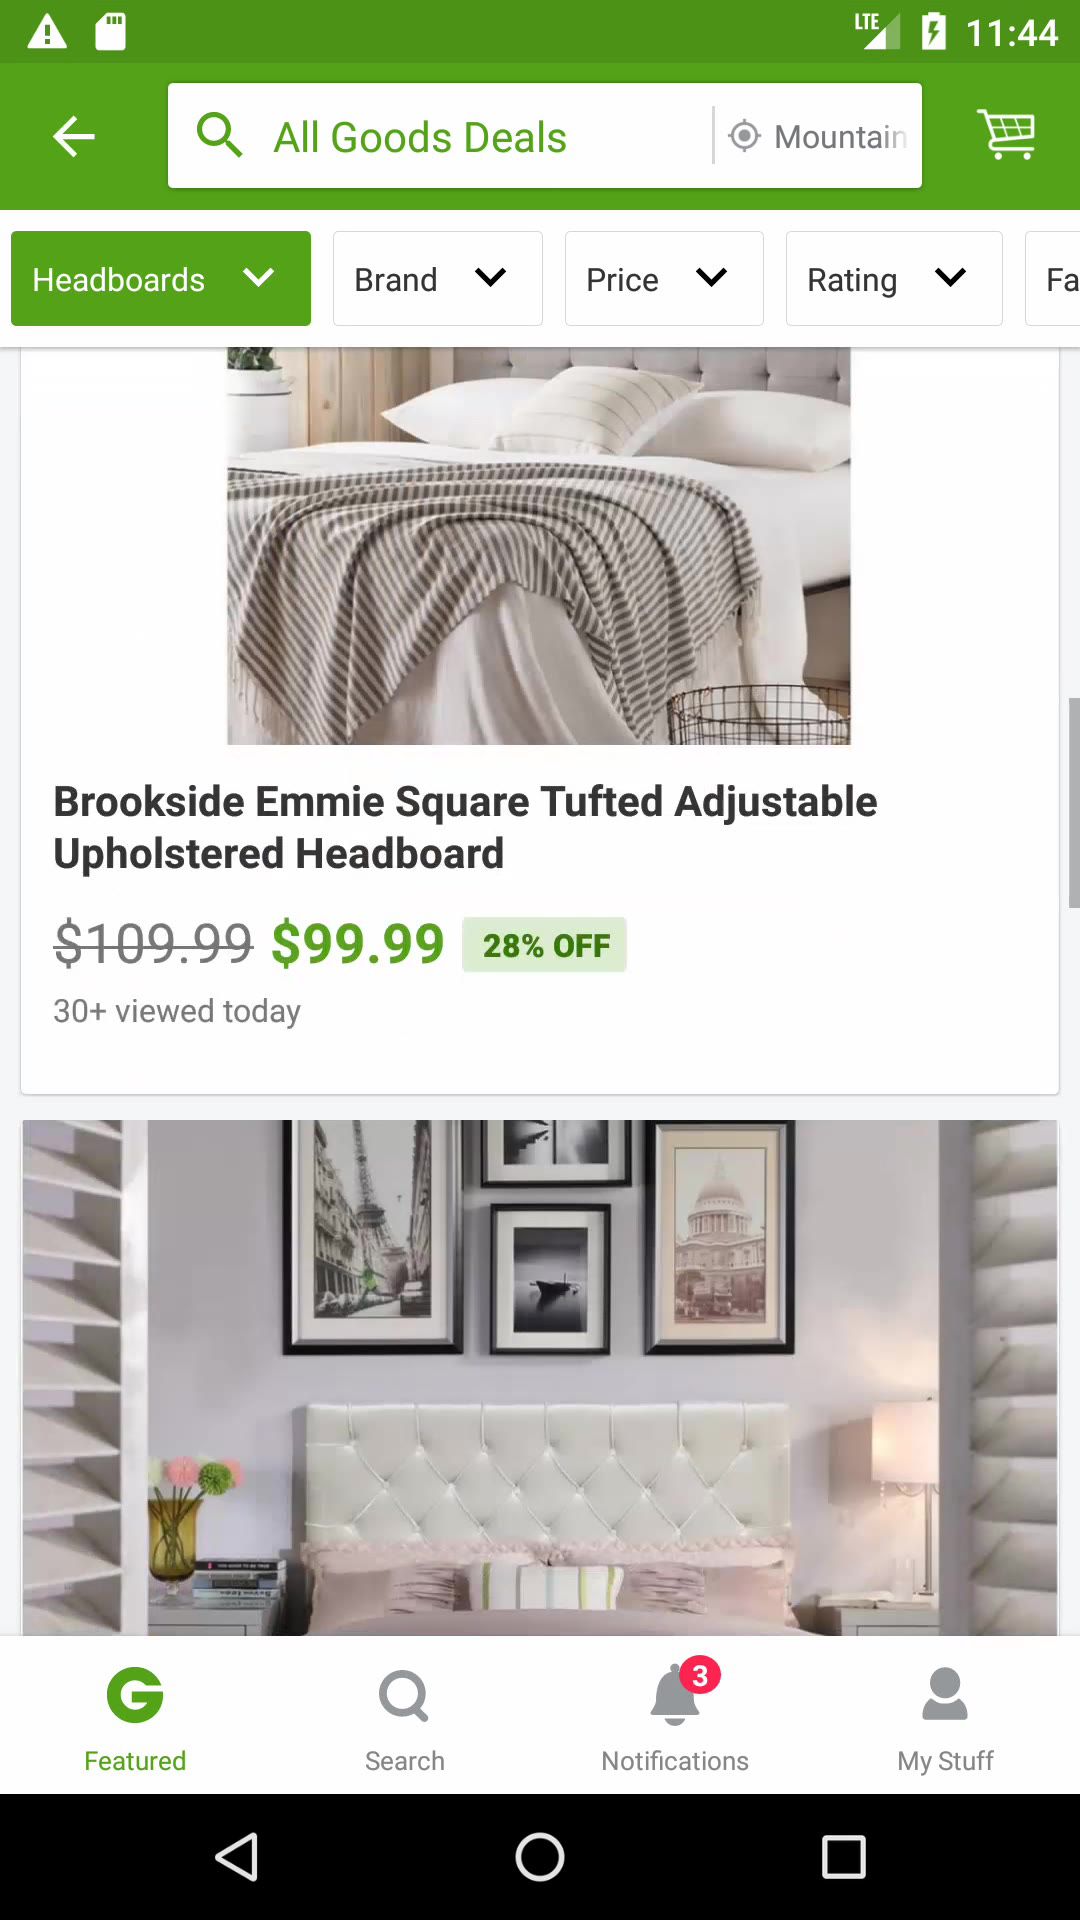 LTE
11:44
All Goods Deals
Mountain
Headboards
Brand
Price
Rating
Fa
Brookside Emmie Square Tufted Adjustable
Upholstered Headboard
$109.99 $99.99 28% OFF
30+ viewed today
3
Featured
Search
Notifications
My Stuff